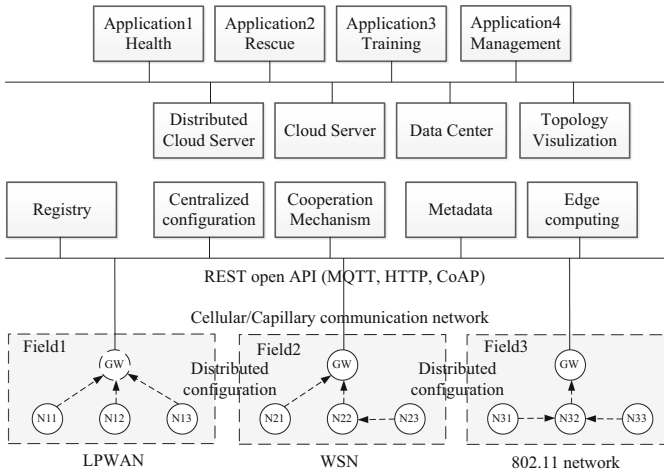 Application1 Application2 Application3 Application4
Health Rescue Training Management
Distributed Cloud Server Data Center Topology
Cloud Server Visulization
Registry Centralized Cooperation Metadata Edge
configuration Mechanism computing
REST open API (MQTT, HTTP, CoAP)
Cellular/Capillary communication network
Field1 Field2 Field3
GW GW GW
Distributed Distributed
configuration configuration
N11 N12 N13 N21 N22 N23 N31 N32 N33
LPWAN WSN 802.11 network